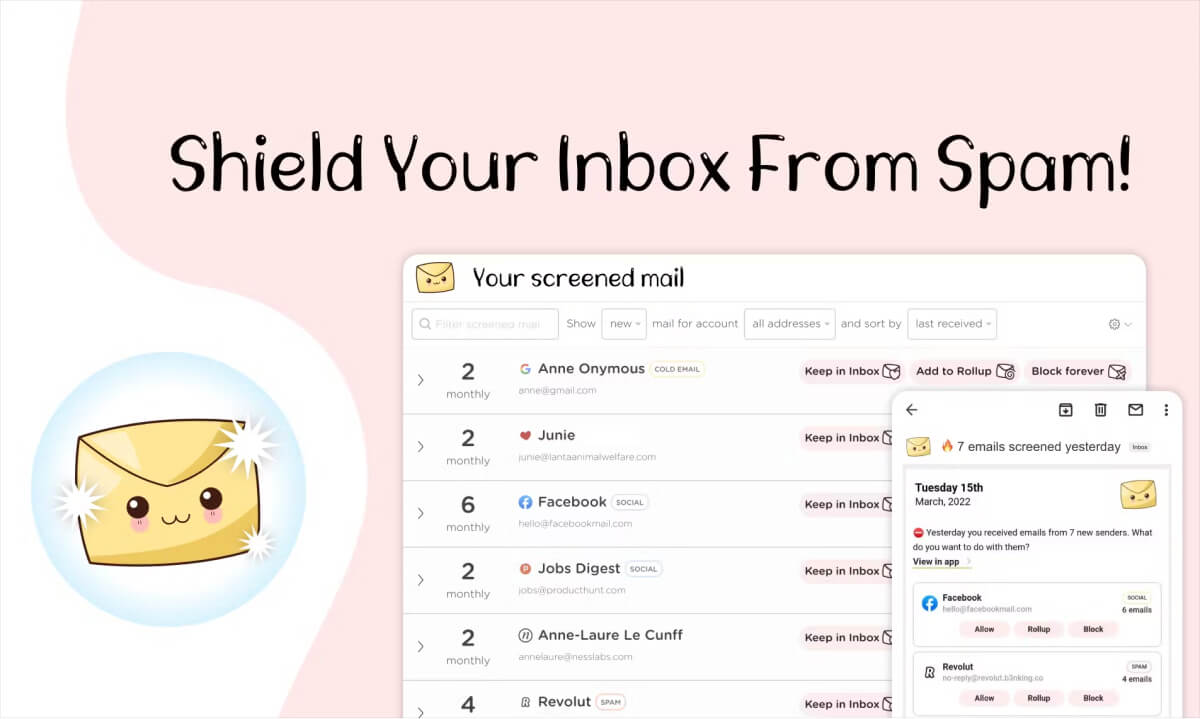 Shield Your Inbox From Spam!
Your screened mail
Filter screened mail Show new mail for account all addresses and sort by last received
2 Anne Onymous COLD EMAIL Keep in Inbox Add to Rollup Block forever
monthly anne@gmail.com
2 Junie Keep in Inbox
monthly junie@lantaanimalwelfare.com
6 Facebook SOCIAL Keep in Inbox
monthly hello@facebookmail.com
2 Jobs Digest SOCIAL Keep in Inbox
monthly jobs@producthunt.com
2 Anne-Laure Le Cunff Keep in Inbox
monthly annelaure@nesslabs.com
4 Revolut SPAM Keep in Inbox
7 emails screened yesterday Inbox
Tuesday 15th
March, 2022
Yesterday you received emails from 7 new senders. What
do you want to do with them?
View in app
Facebook SOCIAL
hello@facebookmail.com 6 emails
Allow Rollup Block
Revolut SPAM
no-reply@revolut.b3nking.co 4 emails
Allow Rollup Block